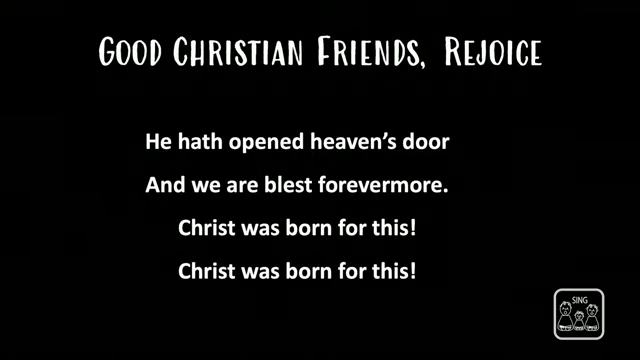 GOOD CHRISTIAN FRIENDS, REJOICE
He hath opened heaven's door
And we are blest forevermore.
Christ was born for this!
Christ was born for this!
SING